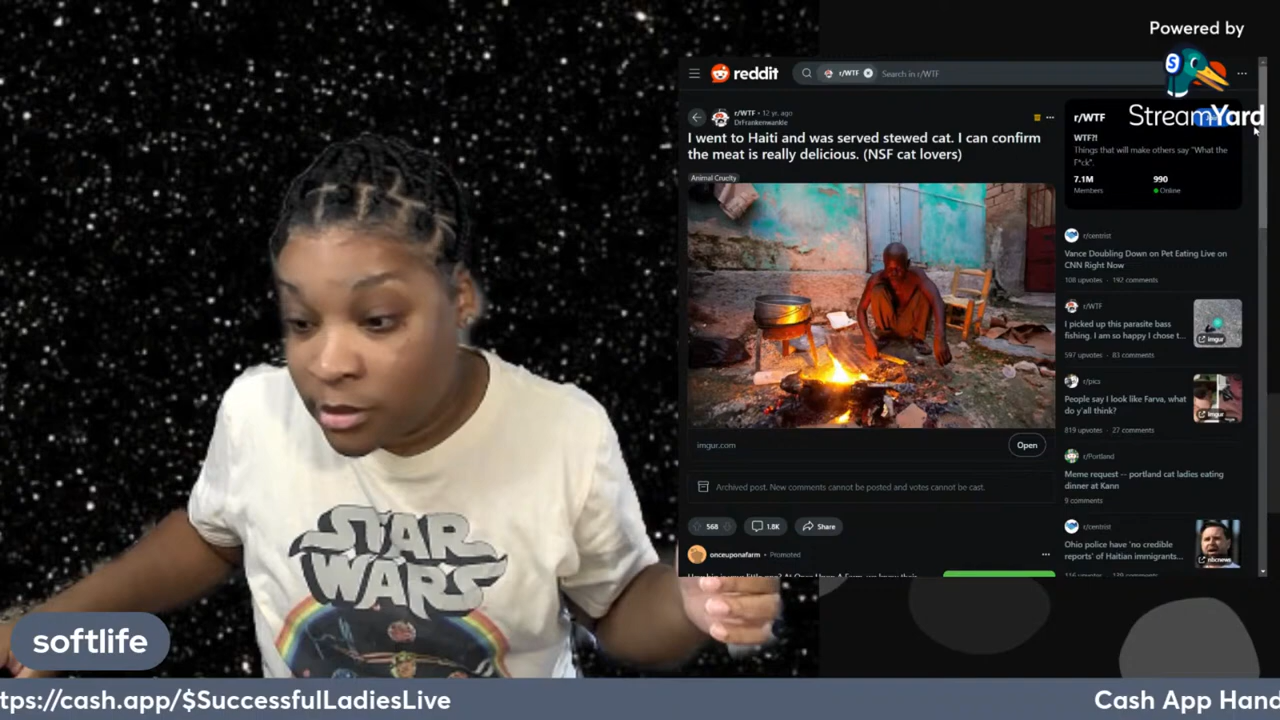 Powered by
StreamYard
reddit
r/WTF
Search in r/WTF
r/WTF • 12 yr. ago
DrFrankenwankle
I went to Haiti and was served stewed cat. I can confirm
the meat is really delicious. (NSF cat lovers)
Animal Cruelty
imgur.com
Open
Archived post. New comments cannot be posted and votes cannot be cast.
568
1.8K
Share
onceuponafarm • Promoted
r/WTF
WTF?!
Things that will make others say "What the
F*ck".
7.1M
990
Members
Online
r/centrist
Vance Doubling Down on Pet Eating Live on
CNN Right Now
108 upvotes · 192 comments
r/WTF
I picked up this parasite bass
fishing. I am so happy I chose t...
imgur
597 upvotes · 83 comments
r/pics
People say I look like Farva, what
do y'all think?
imgur
819 upvotes · 27 comments
r/Portland
Meme request -- portland cat ladies eating
dinner at Kann
9 comments
r/centrist
Ohio police have 'no credible
reports' of Haitian immigrants...
nbcnews
STAR
WARS
softlife
tps://cash.app/$SuccessfulLadiesLive
Cash App Hand